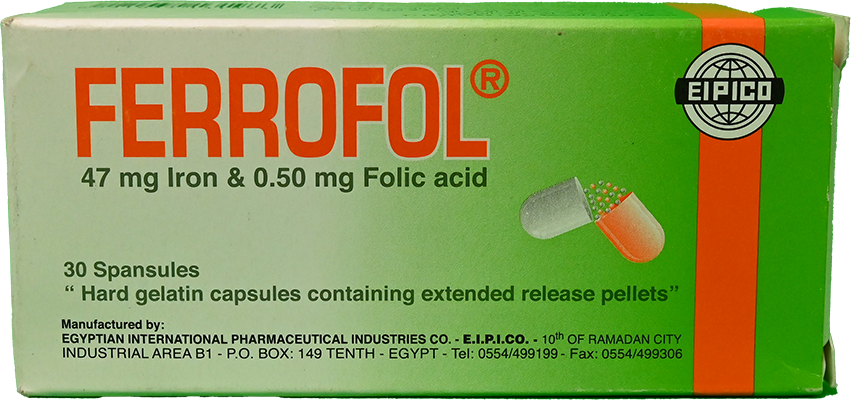 FERROFOL®
EIPICO
47 mg Iron & 0.50 mg Folic acid
30 Spansules
“ Hard gelatin capsules containing extended release pellets”
Manufactured by:
EGYPTIAN INTERNATIONAL PHARMACEUTICAL INDUSTRIES CO. - E.I.P.I.CO. - 10th OF RAMADAN CITY
INDUSTRIAL AREA B1 - P.O. BOX: 149 TENTH - EGYPT - Tel: 0554/499199 - Fax: 0554/499306